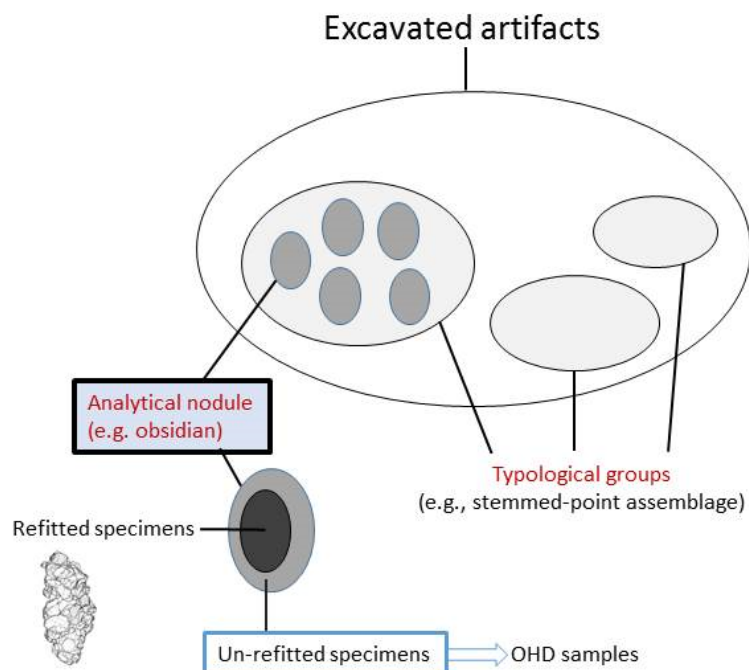 Excavated artifacts
Analytical nodule
(e.g. obsidian)
Typological groups
(e.g., stemmed-point assemblage)
Refitted specimens
Un-refitted specimens
OHD samples